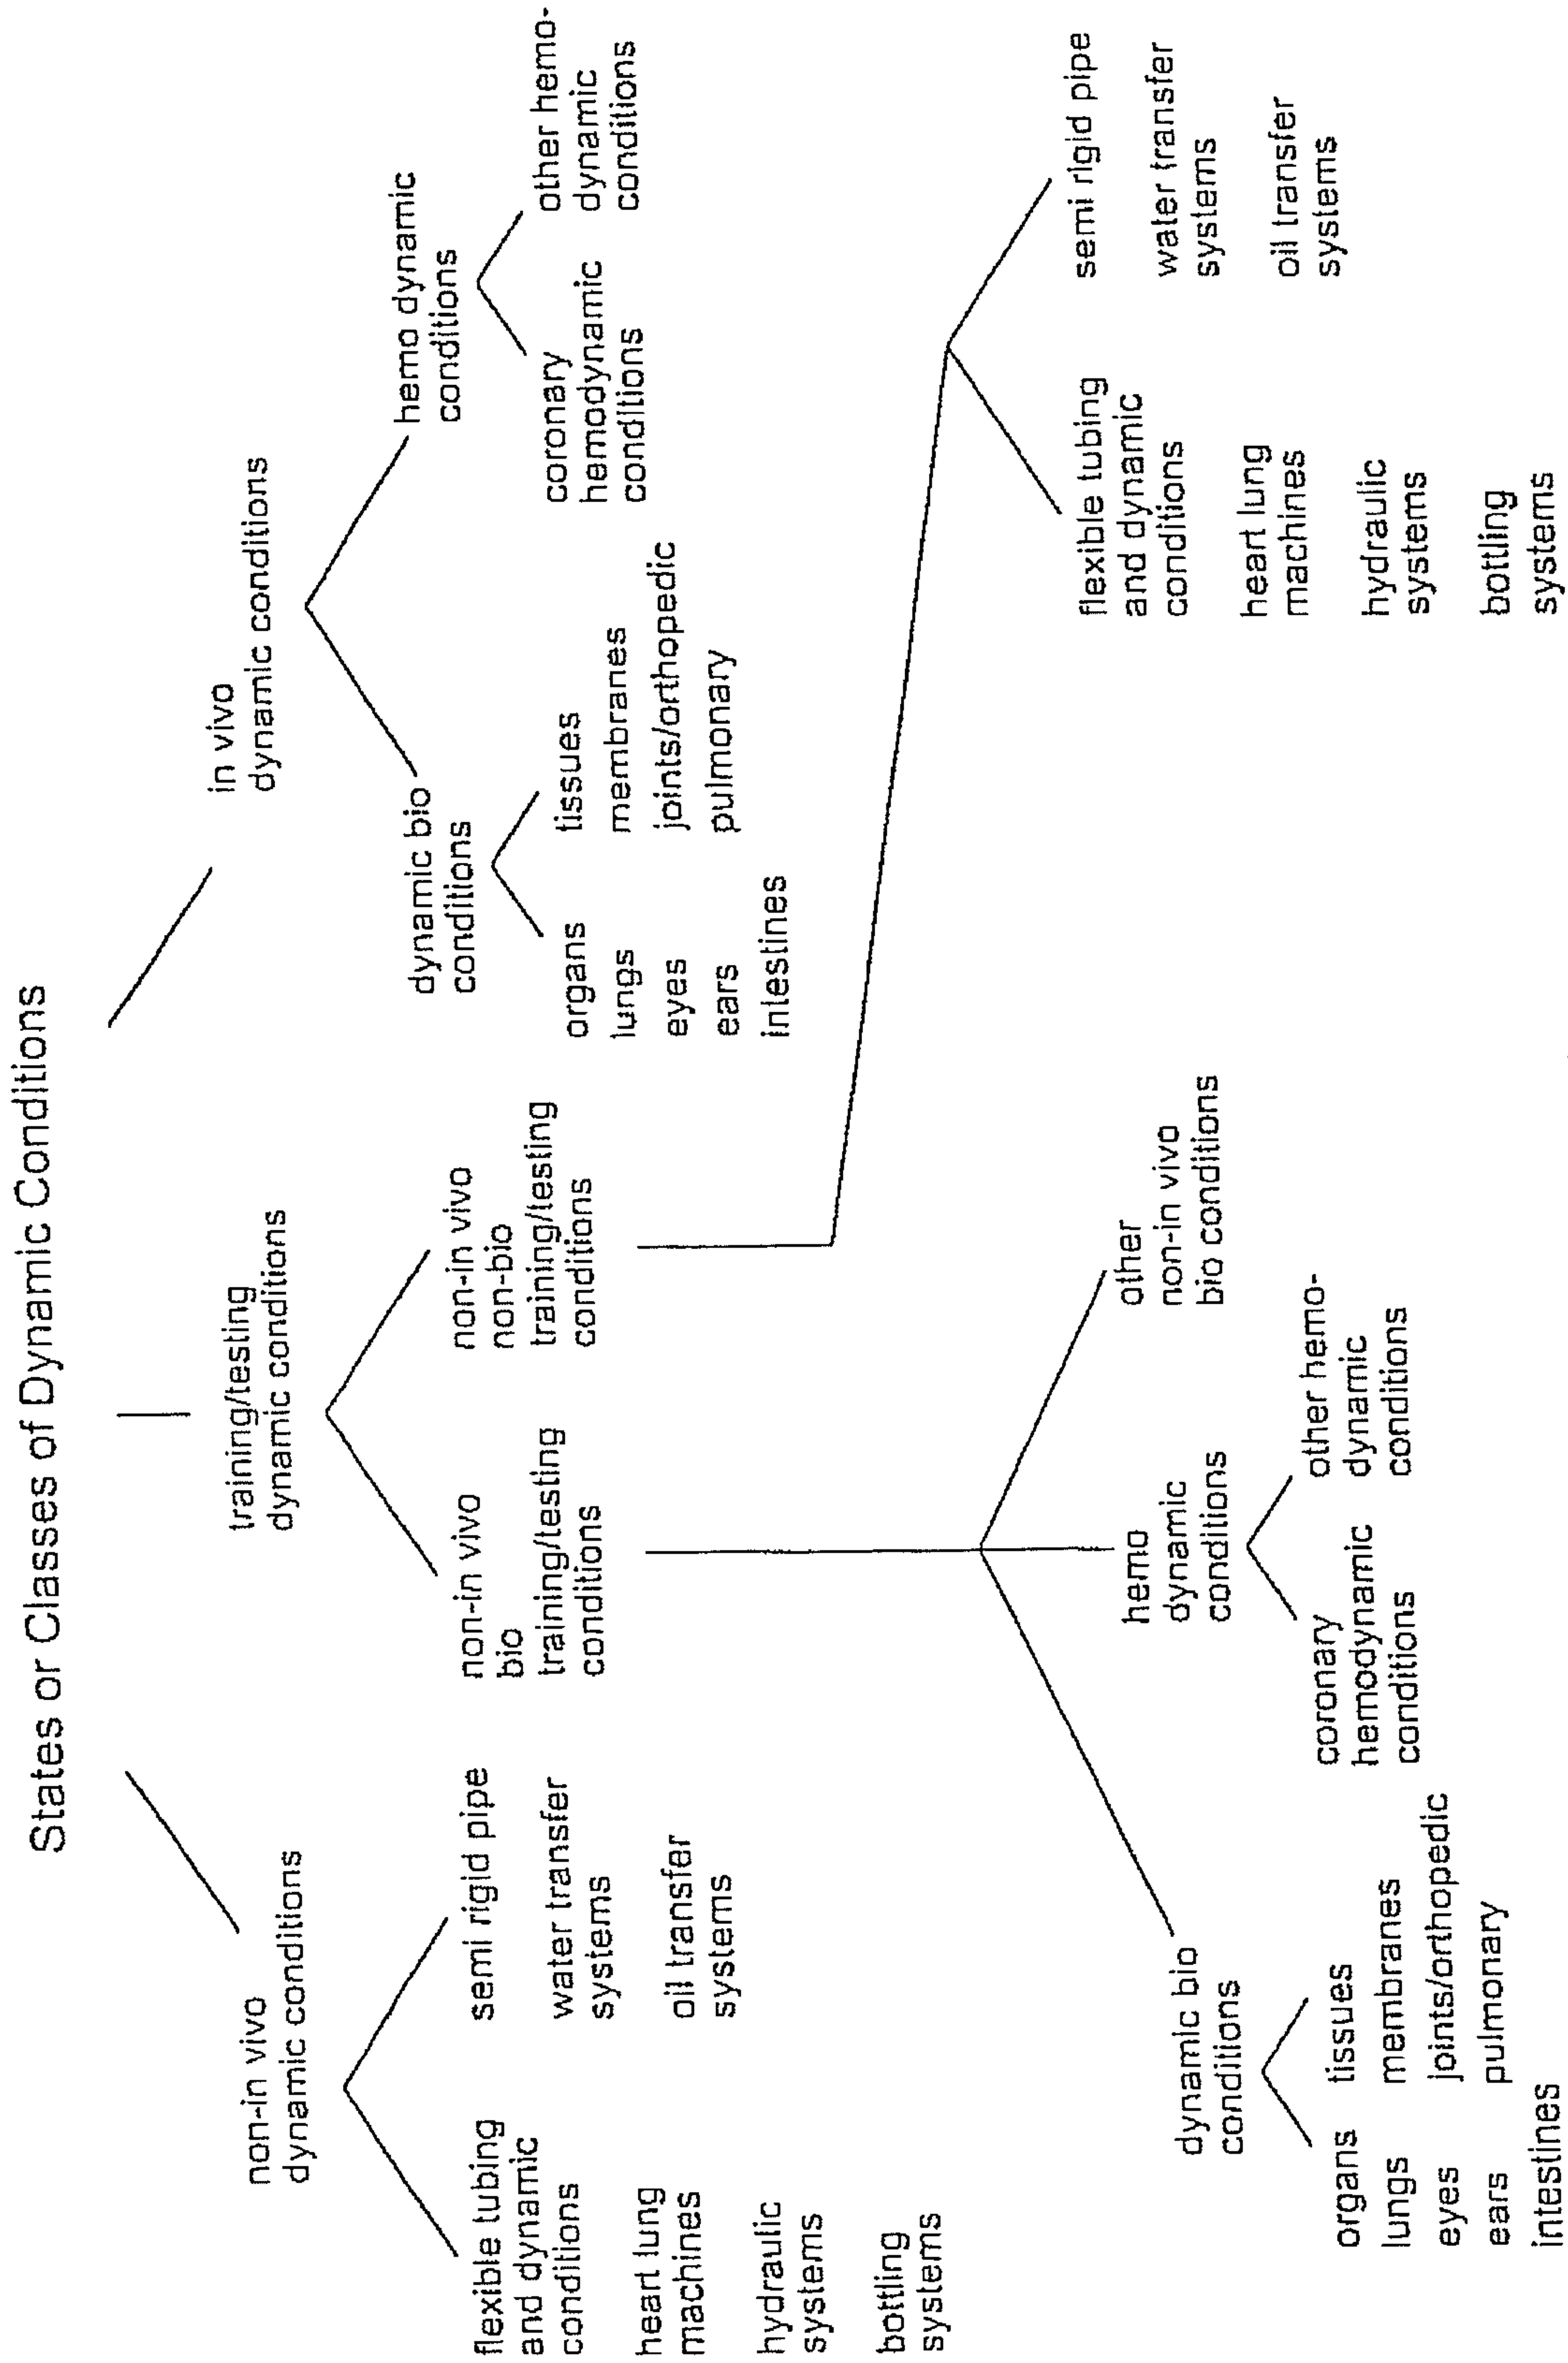 States or Classes of Dynamic Conditions
non-in vivo
dynamic conditions
flexible tubing
and dynamic
conditions
heart lung
machines
hydraulic
systems
bottling
systems
semi rigid pipe
water transfer
systems
oil transfer
systems
training/testing
dynamic conditions
non-in vivo
bio
training/testing
conditions
non-in vivo
non-bio
training/testing
conditions
in vivo
dynamic conditions
dynamic bio
conditions
organs
lungs
eyes
ears
intestines
tissues
membranes
joints/orthopedic
pulmonary
hemo dynamic
conditions
coronary
hemodynamic
conditions
other hemo-
dynamic
conditions
dynamic bio
conditions
organs
lungs
eyes
ears
intestines
tissues
membranes
joints/orthopedic
pulmonary
hemo
dynamic
conditions
coronary
hemodynamic
conditions
other hemo-
dynamic
conditions
other
non-in vivo
bio conditions
flexible tubing
and dynamic
conditions
heart lung
machines
hydraulic
systems
bottling
systems
semi rigid pipe
water transfer
systems
oil transfer
systems